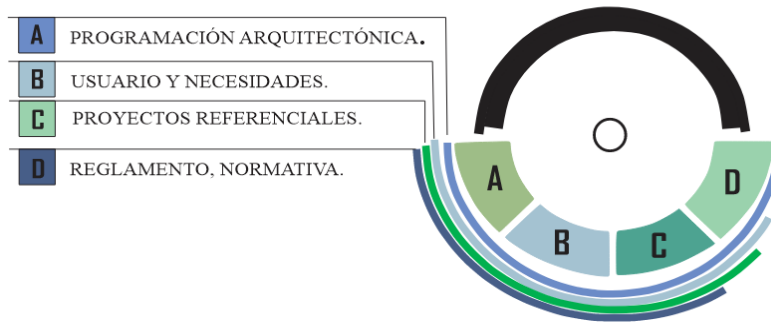 A PROGRAMACIÓN ARQUITECTÓNICA.
B USUARIO Y NECESIDADES.
C PROYECTOS REFERENCIALES.
D REGLAMENTO, NORMATIVA.
A
B
C
D